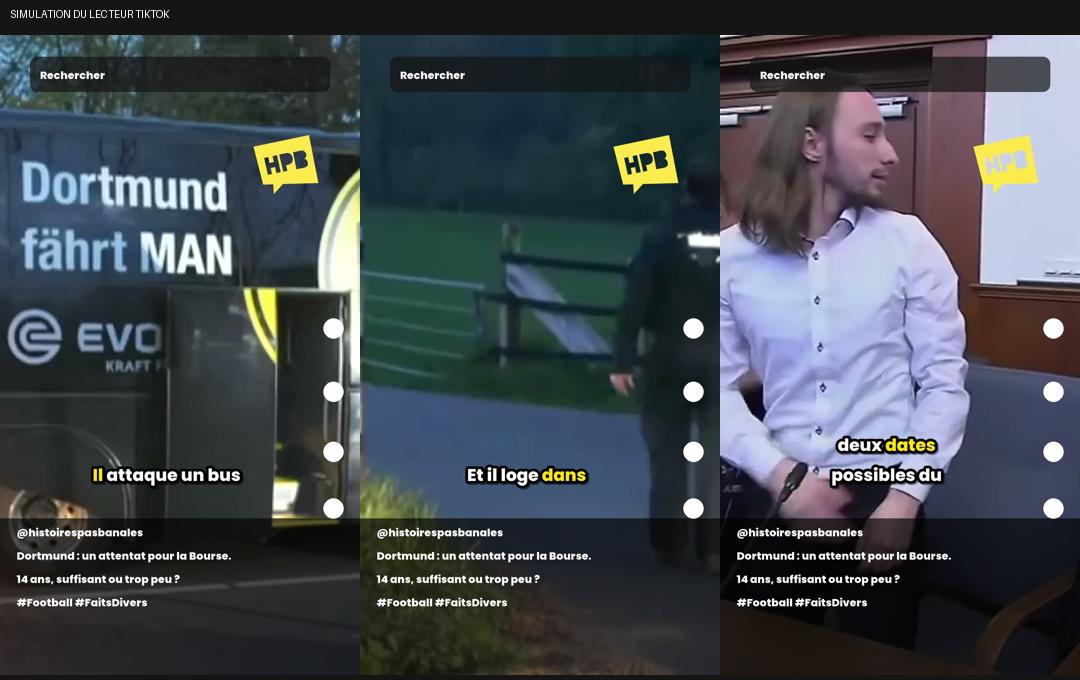 SIMULATION DU LECTEUR TIKTOK
Rechercher
HPB
Dortmund
fährt MAN
EVO
KRAFT F
Il attaque un bus
@histoirespasbanales
Dortmund : un attentat pour la Bourse.
14 ans, suffisant ou trop peu ?
#Football #FaitsDivers
Rechercher
HPB
Et il loge dans
@histoirespasbanales
Dortmund : un attentat pour la Bourse.
14 ans, suffisant ou trop peu ?
#Football #FaitsDivers
Rechercher
HPB
deux dates
possibles du
@histoirespasbanales
Dortmund : un attentat pour la Bourse.
14 ans, suffisant ou trop peu ?
#Football #FaitsDivers